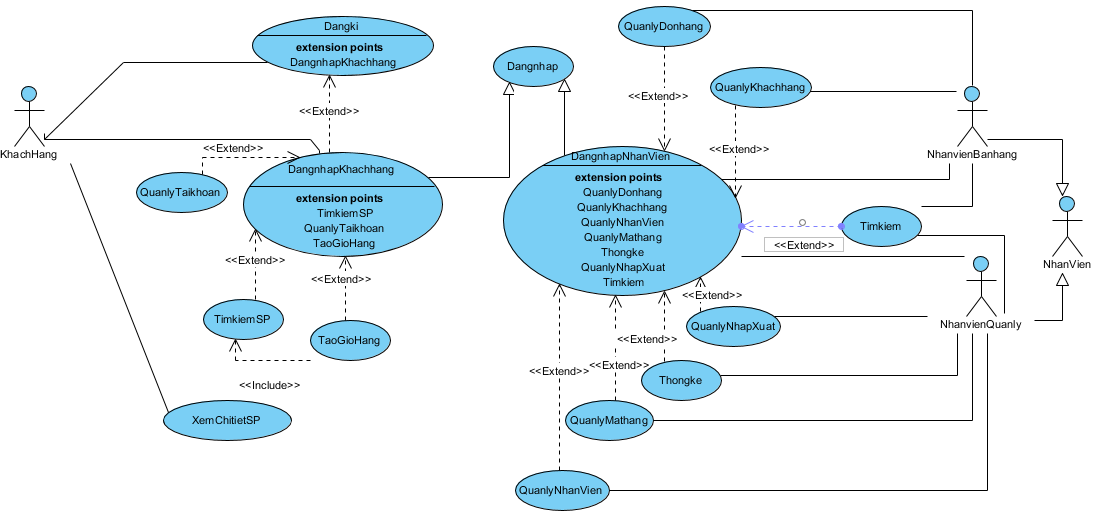 Dangki
extension points
DangnhapKhachhang
<<Extend>>
KhachHang
<<Extend>>
QuanlyTaikhoan
DangnhapKhachhang
extension points
TimkiemSP
QuanlyTaikhoan
TaoGioHang
<<Extend>>
<<Extend>>
TimkiemSP
TaoGioHang
<<Include>>
XemChitietSP
Dangnhap
QuanlyDonhang
<<Extend>>
QuanlyKhachhang
<<Extend>>
DangnhapNhanVien
extension points
QuanlyDonhang
QuanlyKhachhang
QuanlyNhanVien
QuanlyMathang
Thongke
QuanlyNhapXuat
Timkiem
NhanvienBanhang
Timkiem
<<Extend>>
NhanVien
<<Extend>>
QuanlyNhapXuat
NhanvienQuanly
<<Extend>>
<<Extend>>
<<Extend>>
Thongke
QuanlyMathang
QuanlyNhanVien